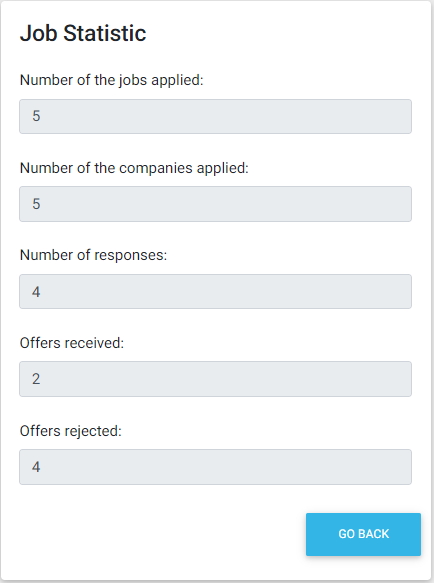 Job Statistic
Number of the jobs applied:
5
Number of the companies applied:
5
Number of responses:
4
Offers received:
2
Offers rejected:
4
GO BACK